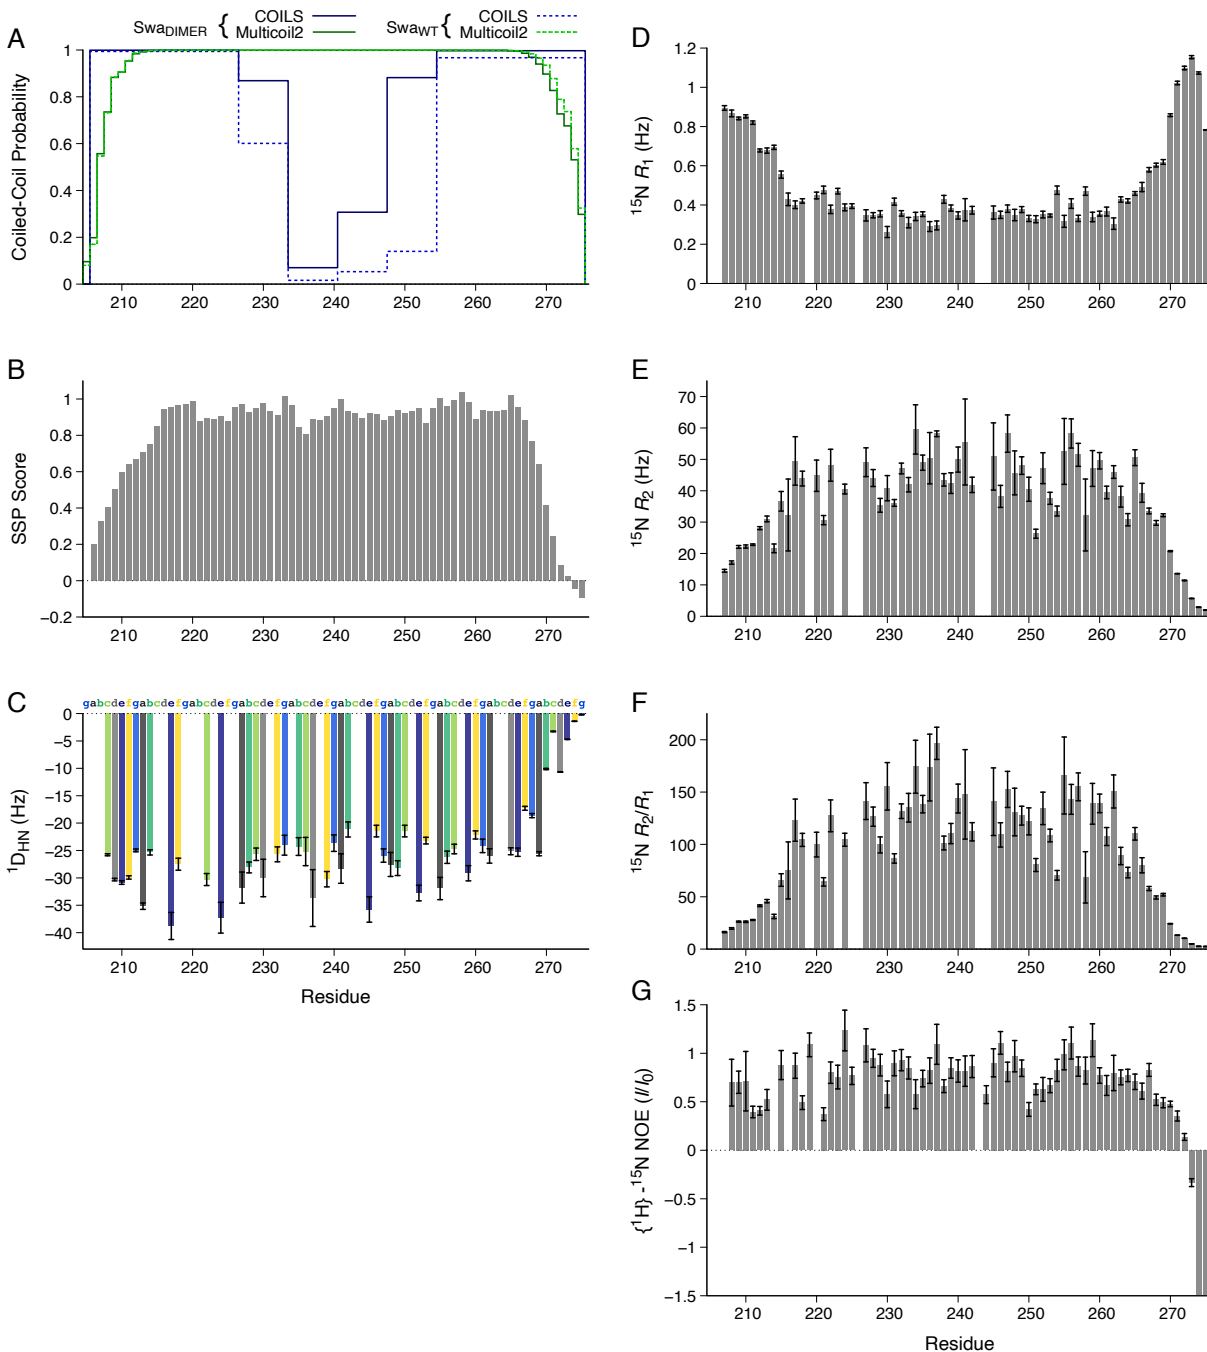 A
Swa DIMER { COILS
Multicoil2
Swa WT { COILS
Multicoil2
Coiled-Coil Probability
1
0.8
0.6
0.4
0.2
0
210 220 230 240 250 260 270
B
SSP Score
1
0.8
0.6
0.4
0.2
0
−0.2
210 220 230 240 250 260 270
C
gabcdefgabcdefgabcdefgabcdefgabcdefgabcdefgabcdefgabcdefgabcdefgabcdefg
¹D HN (Hz)
0
−5
−10
−15
−20
−25
−30
−35
−40
210 220 230 240 250 260 270
Residue
D
¹⁵N R₁ (Hz)
1.2
1
0.8
0.6
0.4
0.2
0
210 220 230 240 250 260 270
E
¹⁵N R₂ (Hz)
70
60
50
40
30
20
10
0
210 220 230 240 250 260 270
F
¹⁵N R₂/R₁
200
150
100
50
0
210 220 230 240 250 260 270
G
{¹H} - ¹⁵N NOE (I/I₀)
1.5
1
0.5
0
−0.5
−1
−1.5
210 220 230 240 250 260 270
Residue